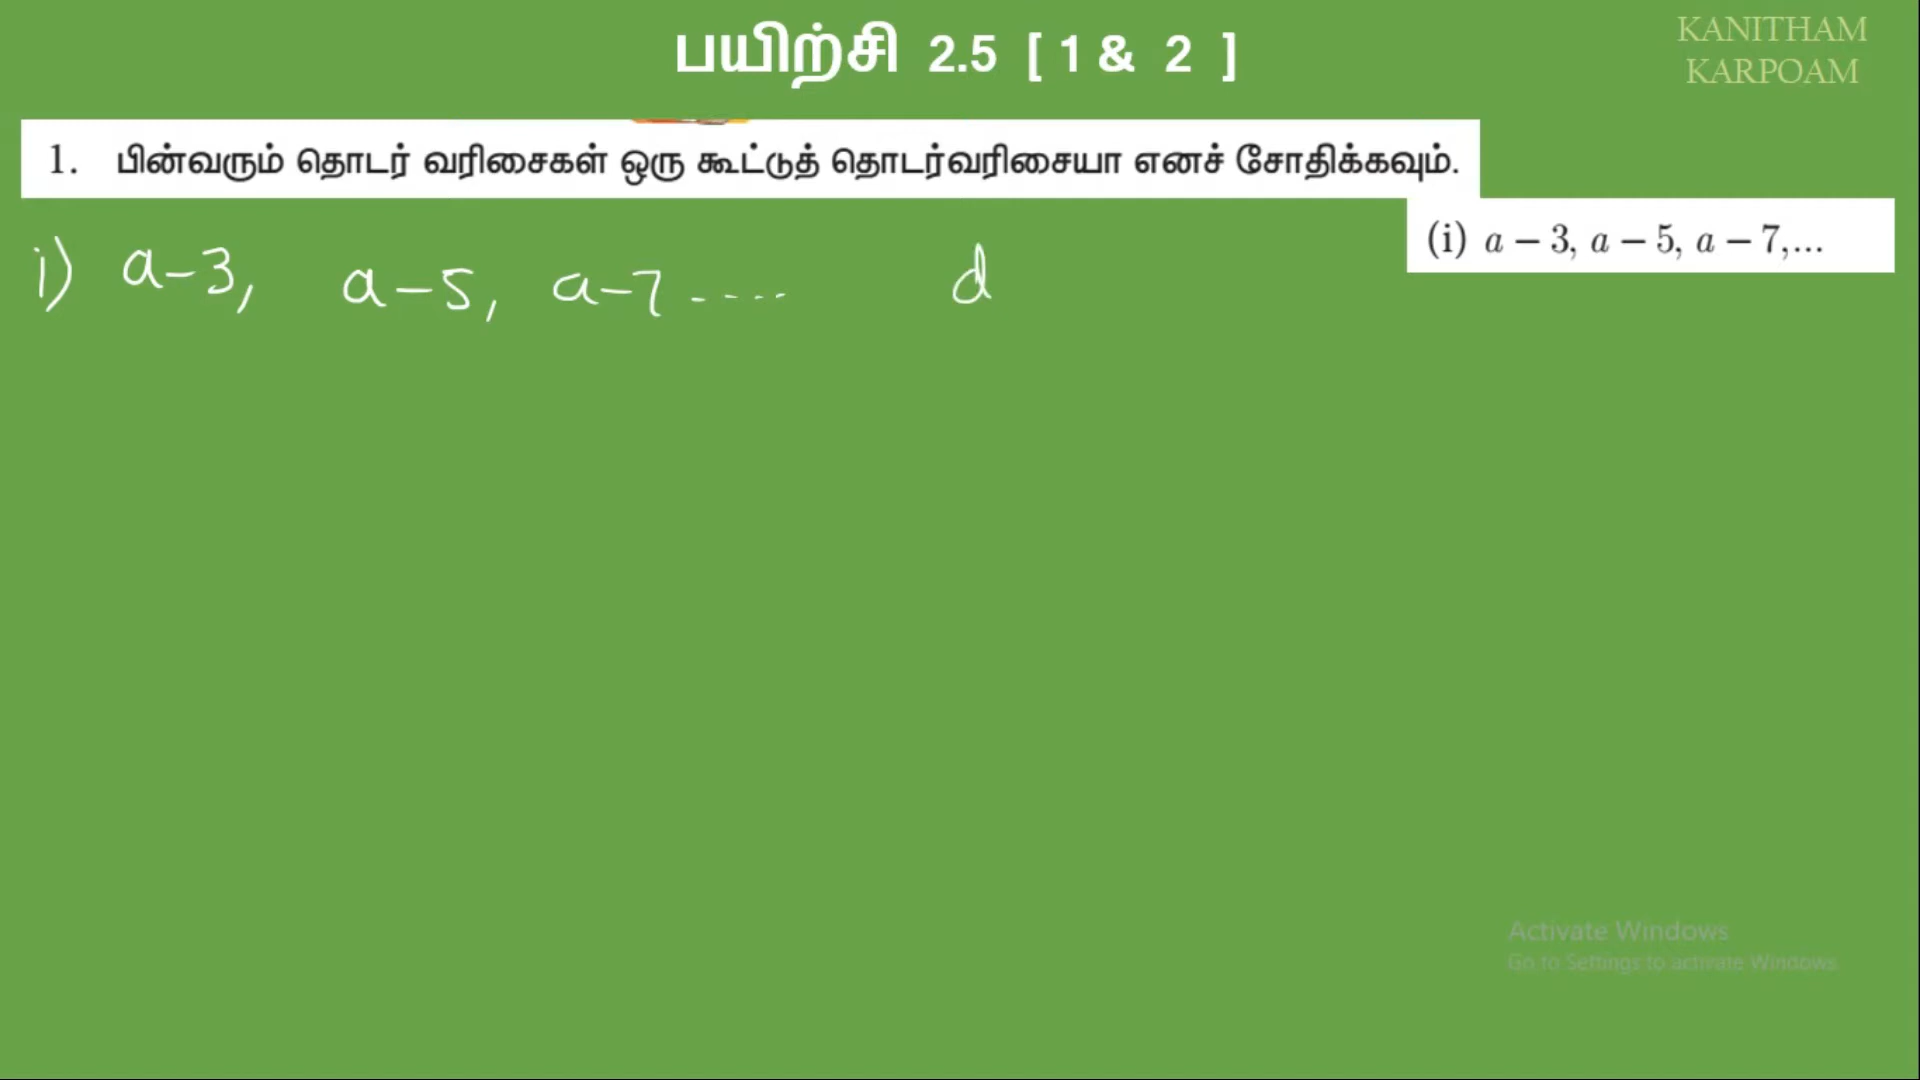 பயிற்சி 2.5 [ 1 & 2 ]
KANITHAM
KARPOAM
1. பின்வரும் தொடர் வரிசைகள் ஒரு கூட்டுத் தொடர்வரிசையா எனச் சோதிக்கவும்.
(i) a – 3, a – 5, a – 7,...
i) a-3, a-5, a-7 ..... d
Activate Windows
Go to Settings to activate Windows.